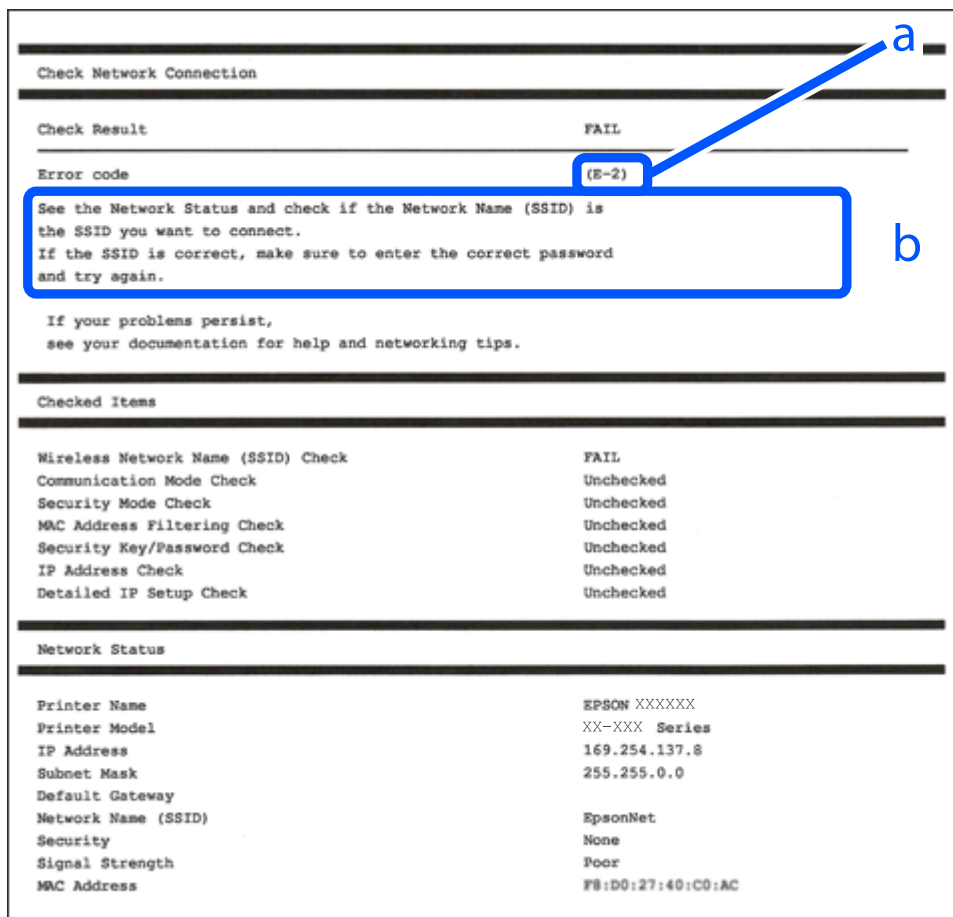 a
Check Network Connection
Check Result FAIL
Error code (E-2)
See the Network Status and check if the Network Name (SSID) is
the SSID you want to connect.
If the SSID is correct, make sure to enter the correct password
and try again.
b
If your problems persist,
see your documentation for help and networking tips.
Checked Items
Wireless Network Name (SSID) Check FAIL
Communication Mode Check Unchecked
Security Mode Check Unchecked
MAC Address Filtering Check Unchecked
Security Key/Password Check Unchecked
IP Address Check Unchecked
Detailed IP Setup Check Unchecked
Network Status
Printer Name EPSON XXXXXX
Printer Model XX-XXX Series
IP Address 169.254.137.8
Subnet Mask 255.255.0.0
Default Gateway
Network Name (SSID) EpsonNet
Security None
Signal Strength Poor
MAC Address F8:D0:27:40:C0:AC